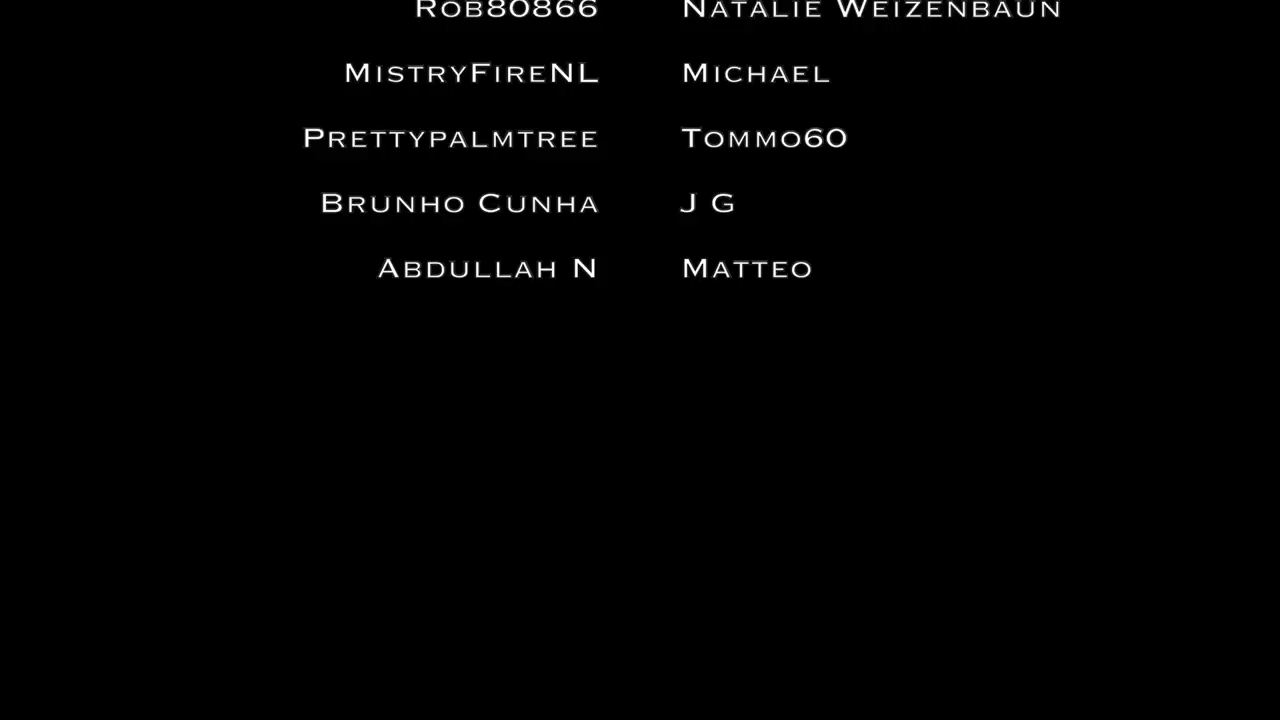 Rob80866 Natalie Weizenbaun
MistryFireNL Michael
Prettypalmtree Tommo60
Brunho Cunha J G
Abdullah N Matteo